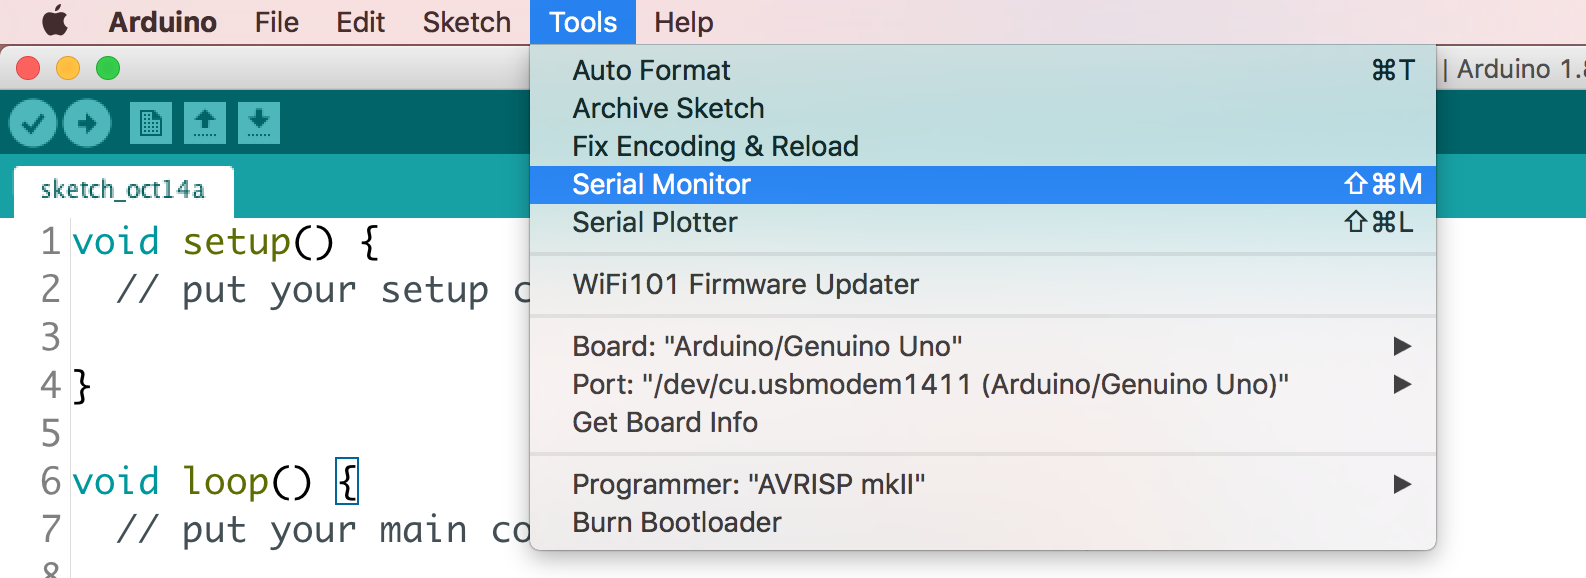 Arduino File Edit Sketch Tools Help
| Arduino 1.8
Auto Format ⌘T
Archive Sketch
Fix Encoding & Reload
Serial Monitor ⇧⌘M
Serial Plotter ⇧⌘L
WiFi101 Firmware Updater
Board: "Arduino/Genuino Uno" ▶
Port: "/dev/cu.usbmodem1411 (Arduino/Genuino Uno)" ▶
Get Board Info
Programmer: "AVRISP mkII" ▶
Burn Bootloader
sketch_oct14a
1 void setup() {
2 // put your setup c
3
4 }
5
6 void loop() {
7 // put your main co
8